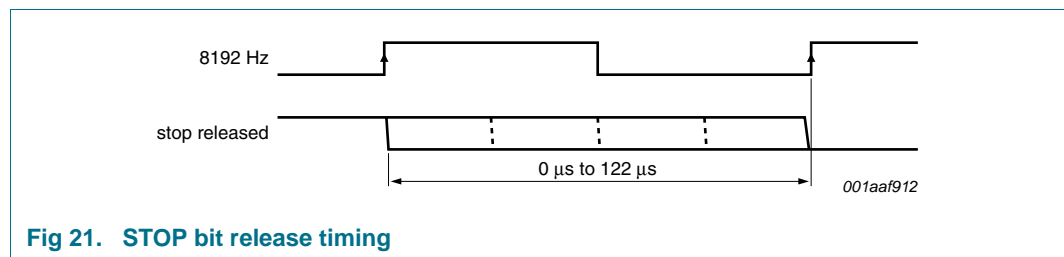 8192 Hz
stop released
0 μs to 122 μs
001aaf912
Fig 21. STOP bit release timing